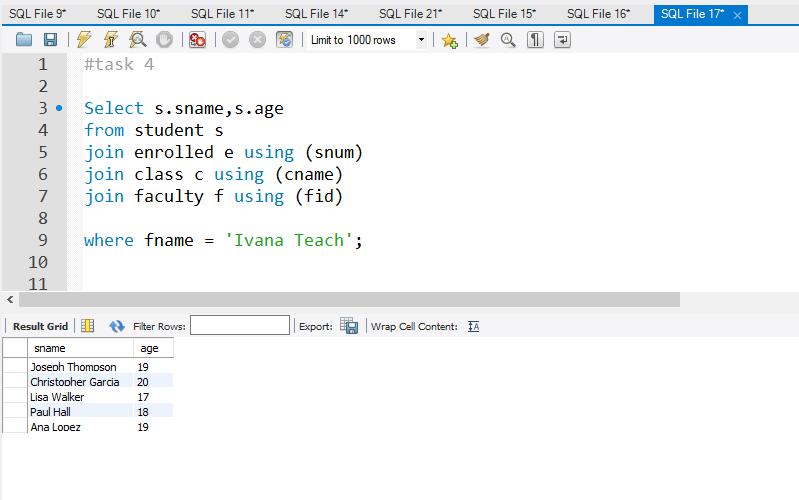 SQL File 9* SQL File 10* SQL File 11* SQL File 14* SQL File 21* SQL File 15* SQL File 16* SQL File 17*
Limit to 1000 rows
1 #task 4
2
3 Select s.sname,s.age
4 from student s
5 join enrolled e using (snum)
6 join class c using (cname)
7 join faculty f using (fid)
8
9 where fname = 'Ivana Teach';
10
11
Result Grid Filter Rows: Export: Wrap Cell Content:
sname age
Joseph Thompson 19
Christopher Garcia 20
Lisa Walker 17
Paul Hall 18
Ana Lopez 19